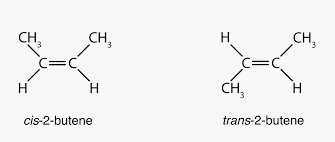 CH3 CH3 H CH3
C=C C=C
H H CH3 H
cis-2-butene trans-2-butene